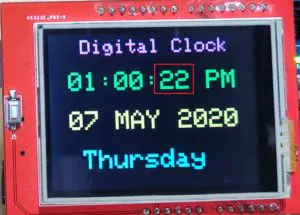 Digital Clock
01:00:22 PM
07 MAY 2020
Thursday